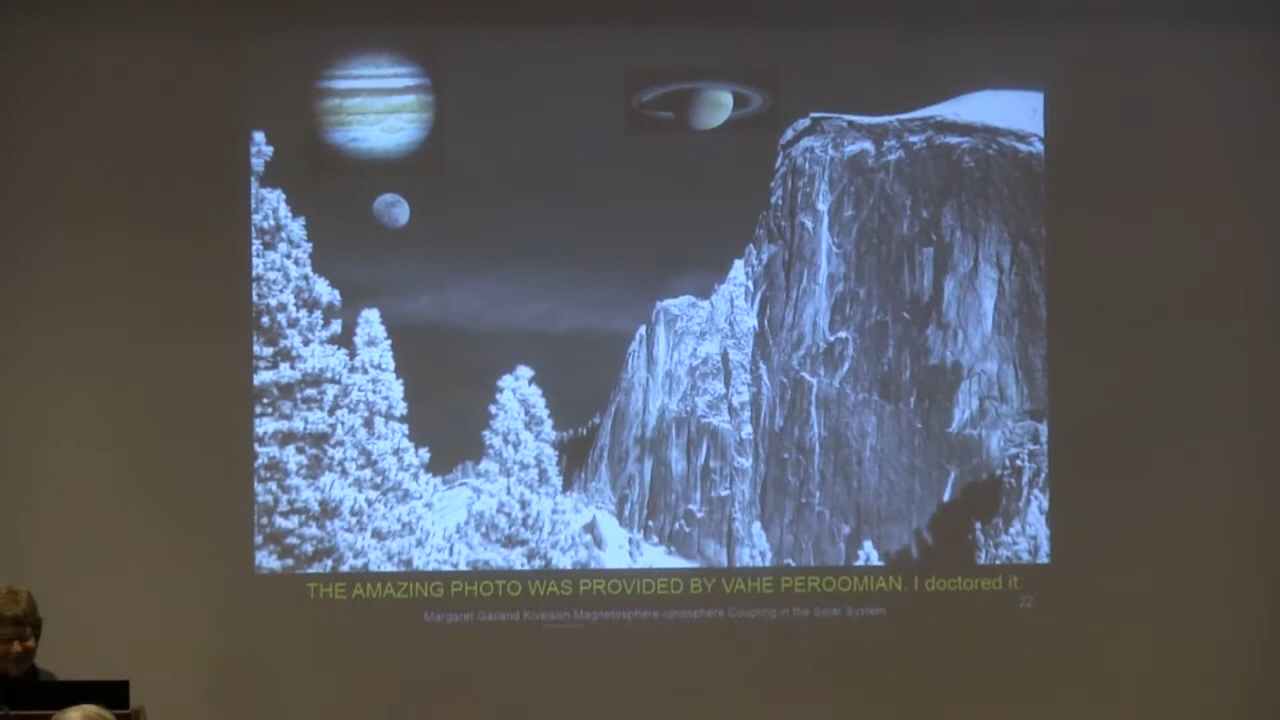 THE AMAZING PHOTO WAS PROVIDED BY VAHE PEROOMIAN. I doctored it.
Margaret Galland Kivelson Magnetosphere-Ionosphere Coupling in the Solar System
22